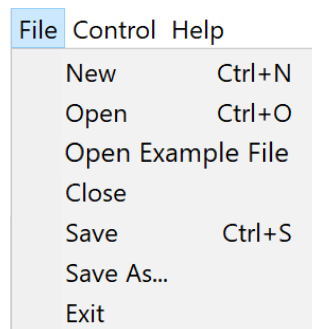 File Control Help
New Ctrl+N
Open Ctrl+O
Open Example File
Close
Save Ctrl+S
Save As...
Exit